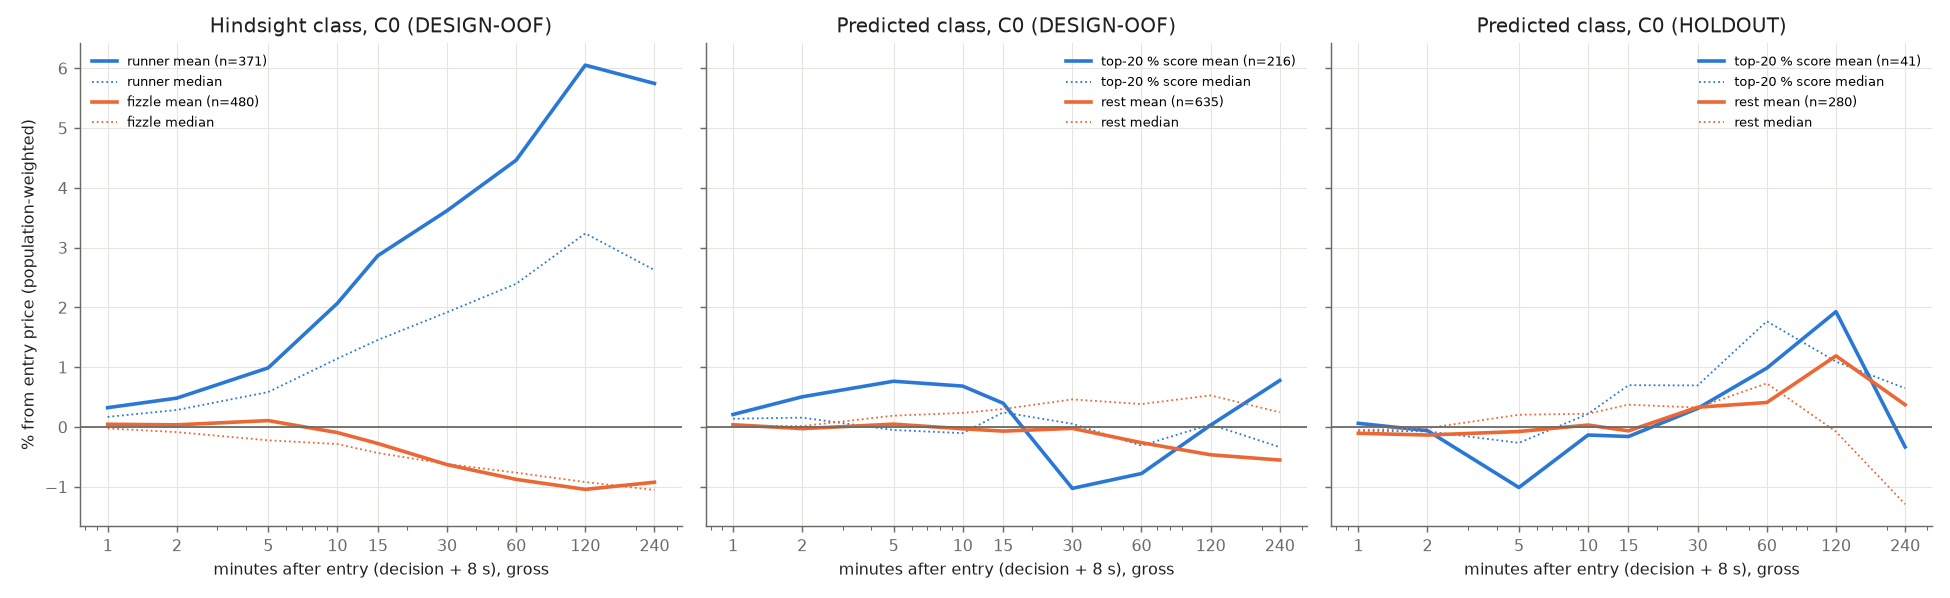 Hindsight class, C0 (DESIGN-OOF)
runner mean (n=371)
runner median
fizzle mean (n=480)
fizzle median
% from entry price (population-weighted)
6
5
4
3
2
1
0
−1
1 2 5 10 15 30 60 120 240
minutes after entry (decision + 8 s), gross
Predicted class, C0 (DESIGN-OOF)
top-20 % score mean (n=216)
top-20 % score median
rest mean (n=635)
rest median
1 2 5 10 15 30 60 120 240
minutes after entry (decision + 8 s), gross
Predicted class, C0 (HOLDOUT)
top-20 % score mean (n=41)
top-20 % score median
rest mean (n=280)
rest median
1 2 5 10 15 30 60 120 240
minutes after entry (decision + 8 s), gross